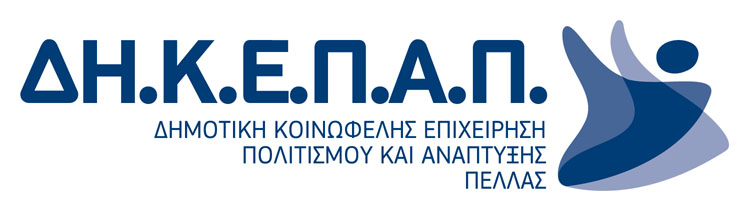 ΔΗ.Κ.Ε.Π.Α.Π.
ΔΗΜΟΤΙΚΗ ΚΟΙΝΩΦΕΛΗΣ ΕΠΙΧΕΙΡΗΣΗ
ΠΟΛΙΤΙΣΜΟΥ ΚΑΙ ΑΝΑΠΤΥΞΗΣ
ΠΕΛΛΑΣ